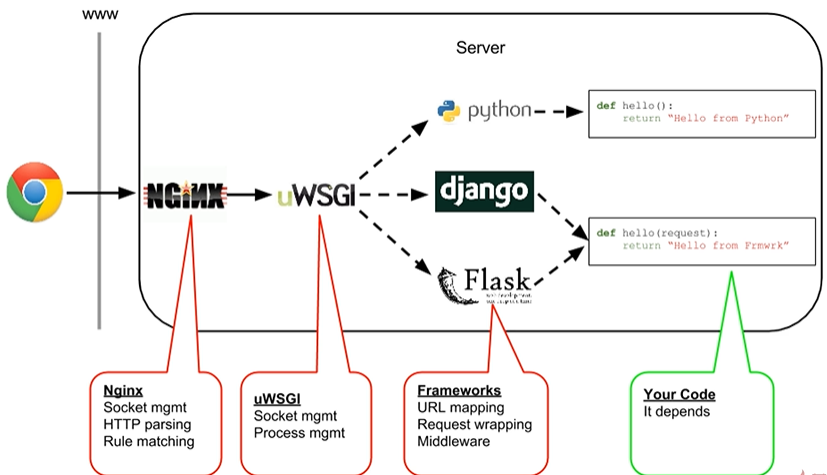 www
Server
python
def hello():
return “Hello from Python”
NGiNX
uWSGI
django
def hello(request):
return “Hello from Frmwrk”
Flask
Nginx
Socket mgmt
HTTP parsing
Rule matching
uWSGI
Socket mgmt
Process mgmt
Frameworks
URL mapping
Request wrapping
Middleware
Your Code
It depends